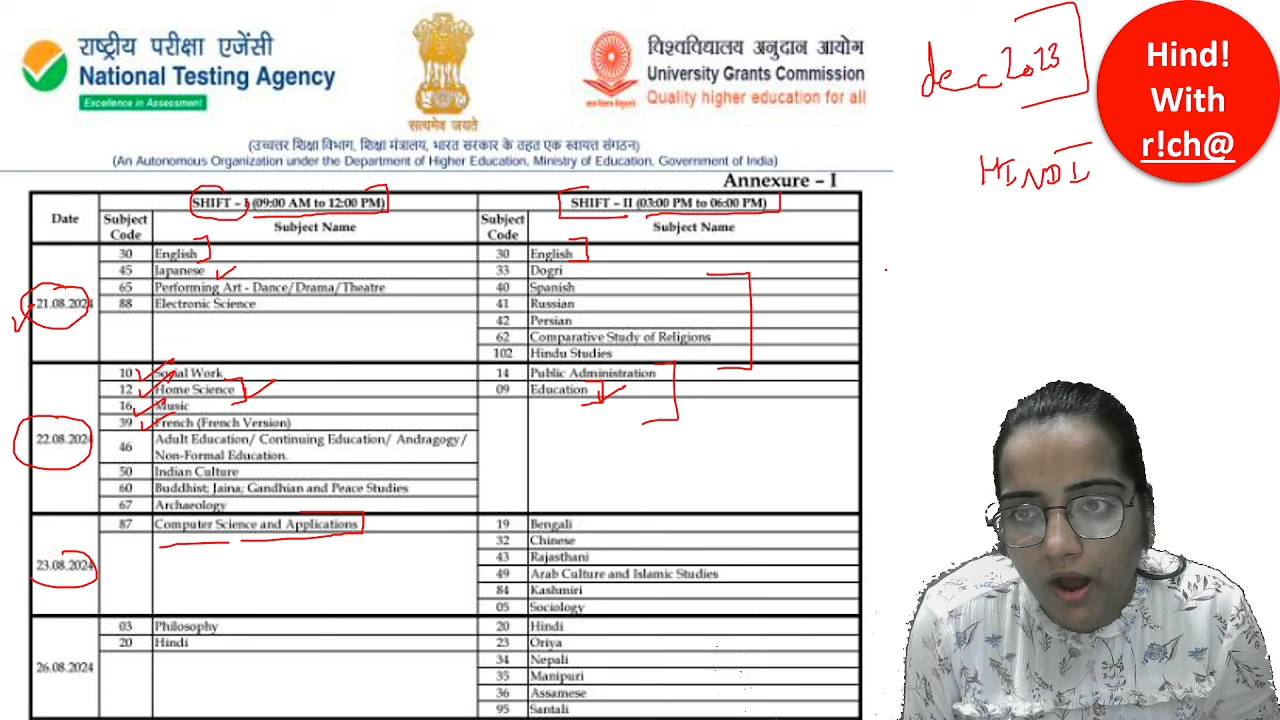 राष्ट्रीय परीक्षा एजेंसी
National Testing Agency
Excellence in Assessment
सत्यमेव जयते
विश्वविद्यालय अनुदान आयोग
University Grants Commission
Quality higher education for all
dec 2023
HINDI
Hind!
With
r!ch@
(उच्चतर शिक्षा विभाग, शिक्षा मंत्रालय, भारत सरकार के तहत एक स्वायत्त संगठन)
(An Autonomous Organization under the Department of Higher Education, Ministry of Education, Government of India)
Annexure – I
Date SHIFT – I (09:00 AM to 12:00 PM) SHIFT – II (03:00 PM to 06:00 PM)
Subject Code Subject Name Subject Code Subject Name
21.08.2024
30 English 30 English
45 Japanese 33 Dogri
65 Performing Art - Dance/Drama/Theatre 40 Spanish
88 Electronic Science 41 Russian
42 Persian
62 Comparative Study of Religions
102 Hindu Studies
22.08.2024
10 Social Work 14 Public Administration
12 Home Science 09 Education
16 Music
39 French (French Version)
46 Adult Education/ Continuing Education/ Andragogy/
Non-Formal Education.
50 Indian Culture
60 Buddhist; Jaina; Gandhian and Peace Studies
67 Archaeology
23.08.2024
87 Computer Science and Applications 19 Bengali
32 Chinese
43 Rajasthani
49 Arab Culture and Islamic Studies
84 Kashmiri
05 Sociology
26.08.2024
03 Philosophy 20 Hindi
20 Hindi 23 Oriya
34 Nepali
35 Manipuri
36 Assamese
95 Santali